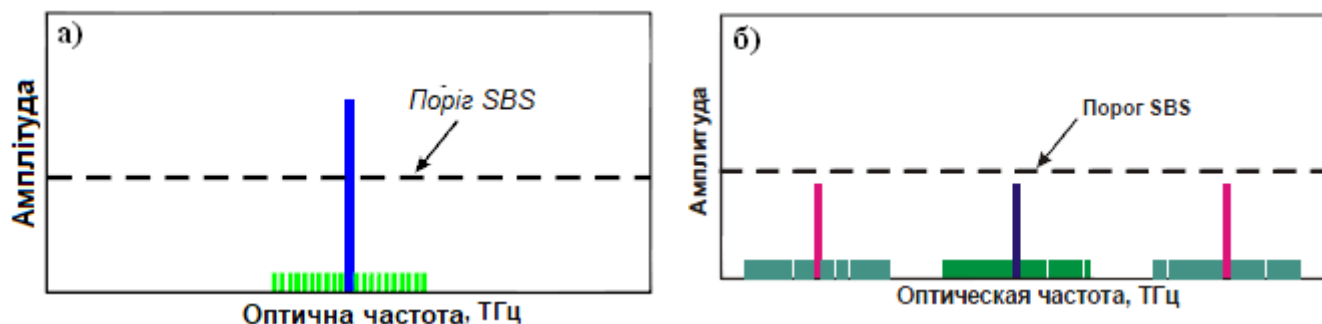 а)
Поріг SBS
Амплітуда
Оптична частота, ТГц
б)
Порог SBS
Амплитуда
Оптическая частота, ТГц